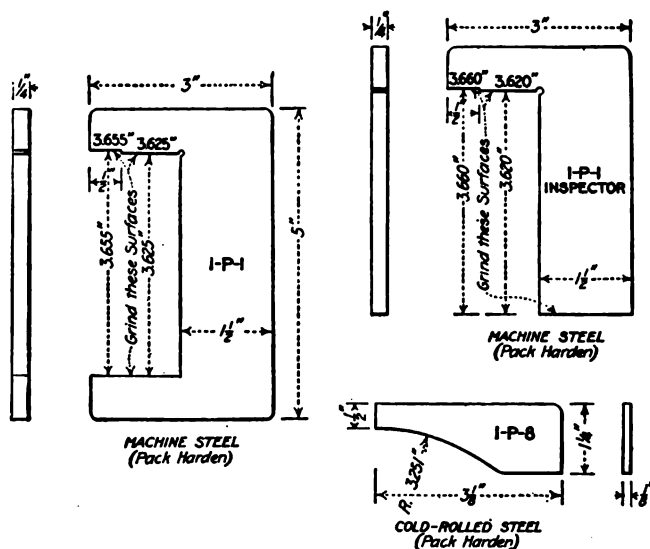 1/4"
3"
3.655" 3.625"
1/2"
3.655"
Grind these Surfaces
3.625"
I-P-I
1 1/2"
5"
MACHINE STEEL
(Pack Harden)
1/4"
3"
3.660" 3.620"
1/2"
3.660"
Grind these Surfaces
3.620"
I-P-I
INSPECTOR
1 1/2"
MACHINE STEEL
(Pack Harden)
1/2"
I-P-8
R. 3.251"
3 1/8"
1/8"
COLD-ROLLED STEEL
(Pack Harden)